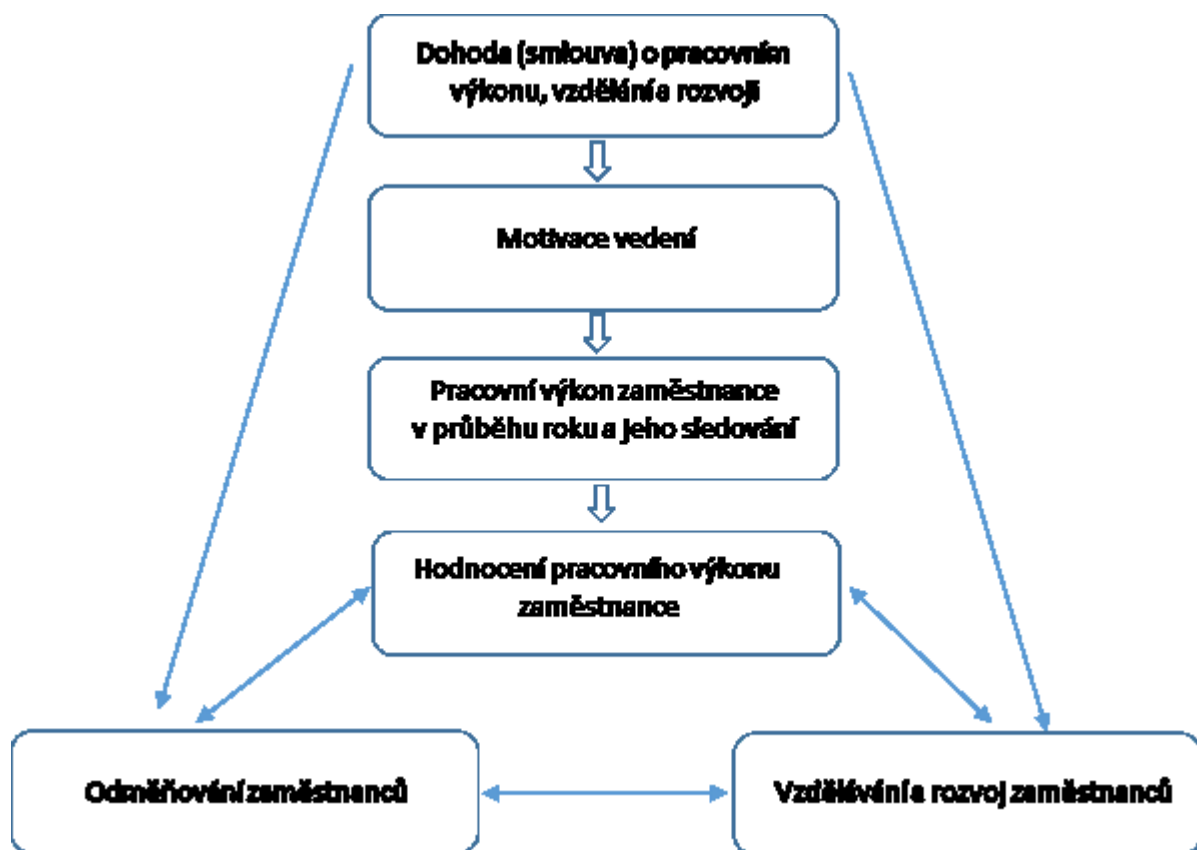 Dohoda (smlouva) o pracovním
výkonu, vzdělání a rozvoji
Motivace vedení
Pracovní výkon zaměstnance
v průběhu roku a jeho sledování
Hodnocení pracovního výkonu
zaměstnance
Odměňování zaměstnanců
Vzdělávání a rozvoj zaměstnanců